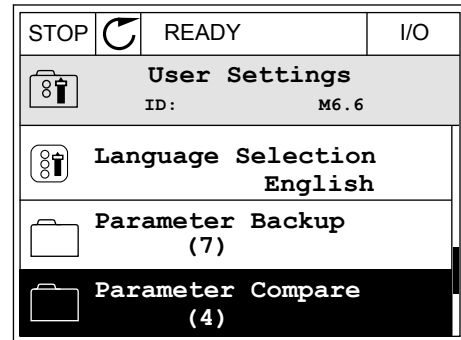 STOP READY I/O
User Settings
ID: M6.6
Language Selection
English
Parameter Backup
(7)
Parameter Compare
(4)